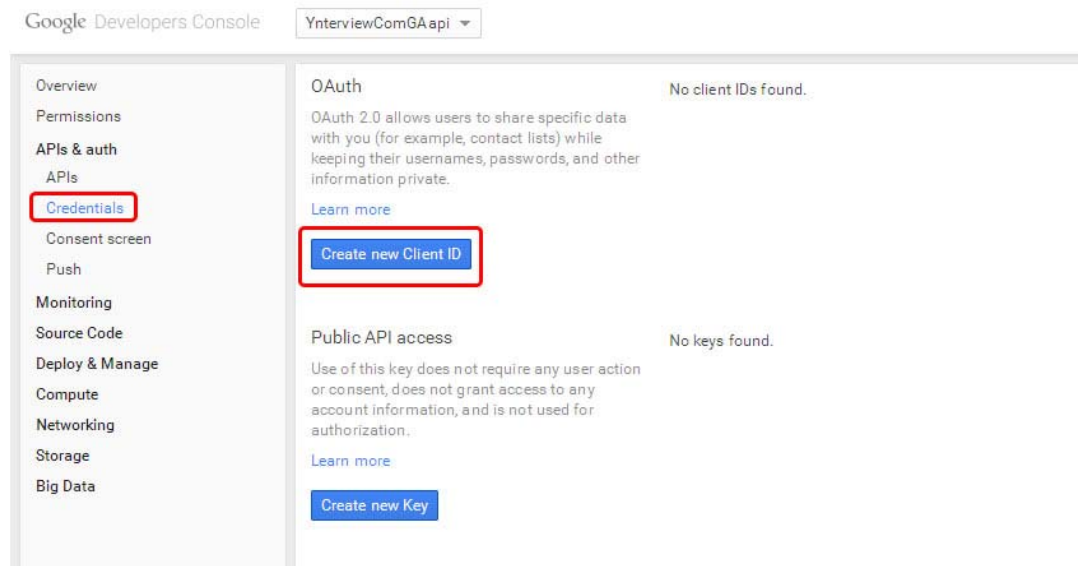 Google Developers Console
YnterviewComGAapi
Overview
Permissions
APIs & auth
APIs
Credentials
Consent screen
Push
Monitoring
Source Code
Deploy & Manage
Compute
Networking
Storage
Big Data
OAuth
OAuth 2.0 allows users to share specific data
with you (for example, contact lists) while
keeping their usernames, passwords, and other
information private.
Learn more
Create new Client ID
No client IDs found.
Public API access
Use of this key does not require any user action
or consent, does not grant access to any
account information, and is not used for
authorization.
Learn more
Create new Key
No keys found.